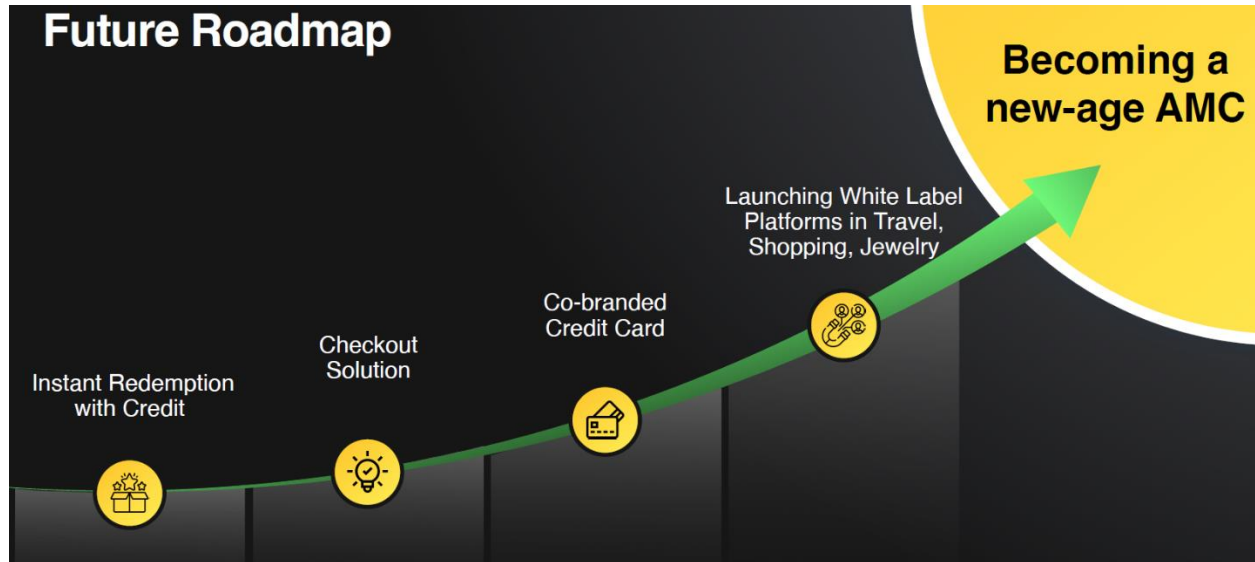 Future Roadmap
Becoming a
new-age AMC
Launching White Label
Platforms in Travel,
Shopping, Jewelry
Co-branded
Credit Card
Checkout
Solution
Instant Redemption
with Credit